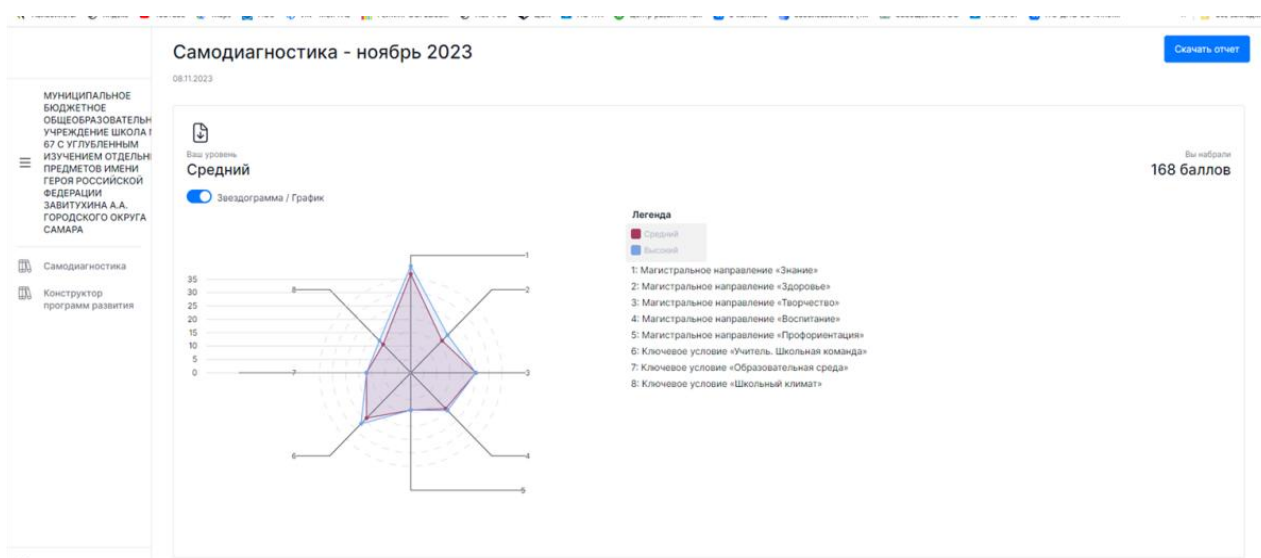 Самодиагностика - ноябрь 2023
Скачать отчет
08.11.2023
МУНИЦИПАЛЬНОЕ
БЮДЖЕТНОЕ
ОБЩЕОБРАЗОВАТЕЛЬН
УЧРЕЖДЕНИЕ ШКОЛА
67 С УГЛУБЛЕННЫМ
ИЗУЧЕНИЕМ ОТДЕЛЬН
ПРЕДМЕТОВ ИМЕНИ
ГЕРОЯ РОССИЙСКОЙ
ФЕДЕРАЦИИ
ЗАВИТУХИНА А.А.
ГОРОДСКОГО ОКРУГА
САМАРА
Самодиагностика
Конструктор
программ развития
Ваш уровень
Средний
Вы набрали
168 баллов
Звездограмма / График
35
30
25
20
15
10
5
0
1
2
3
4
5
6
7
8
Легенда
Средний
Высокий
1: Магистральное направление «Знание»
2: Магистральное направление «Здоровье»
3: Магистральное направление «Творчество»
4: Магистральное направление «Воспитание»
5: Магистральное направление «Профориентация»
6: Ключевое условие «Учитель. Школьная команда»
7: Ключевое условие «Образовательная среда»
8: Ключевое условие «Школьный климат»